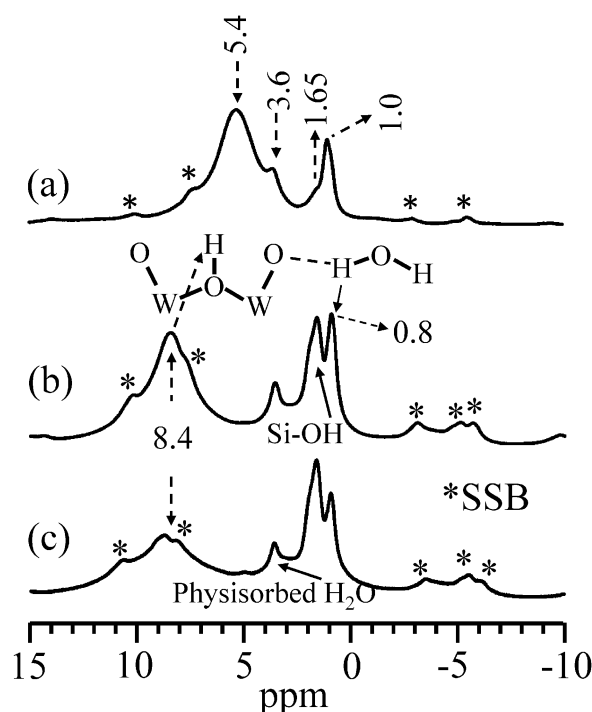 5.4
3.6
1.65
1.0
(a)
* * * *
O H O H O H
W O W
0.8
(b)
* * * * *
8.4
Si-OH
*SSB
(c)
* * * * *
Physisorbed H₂O
15 10 5 0 -5 -10
ppm